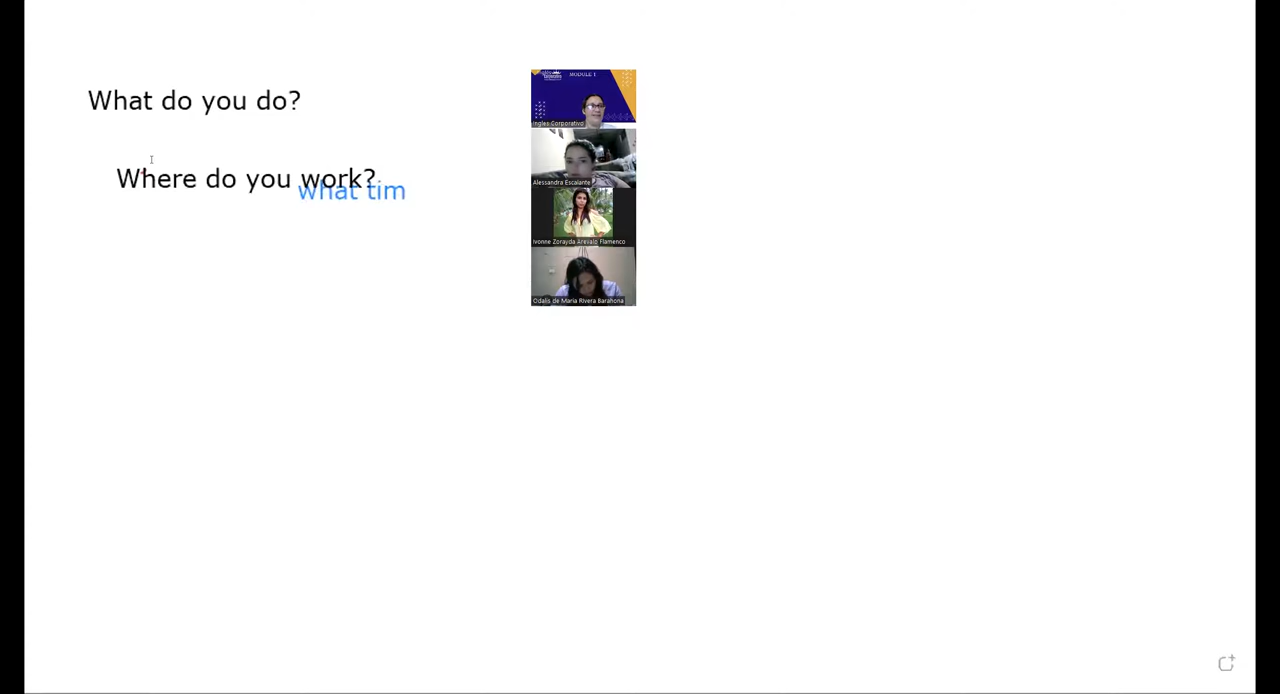 What do you do?
Where do you work?
what tim
MODULE 1
Ingles Corporativo
Alessandra Escalante
Ivonne Zorayda Arevalo Flamenco
Odalis de Maria Rivera Barahona